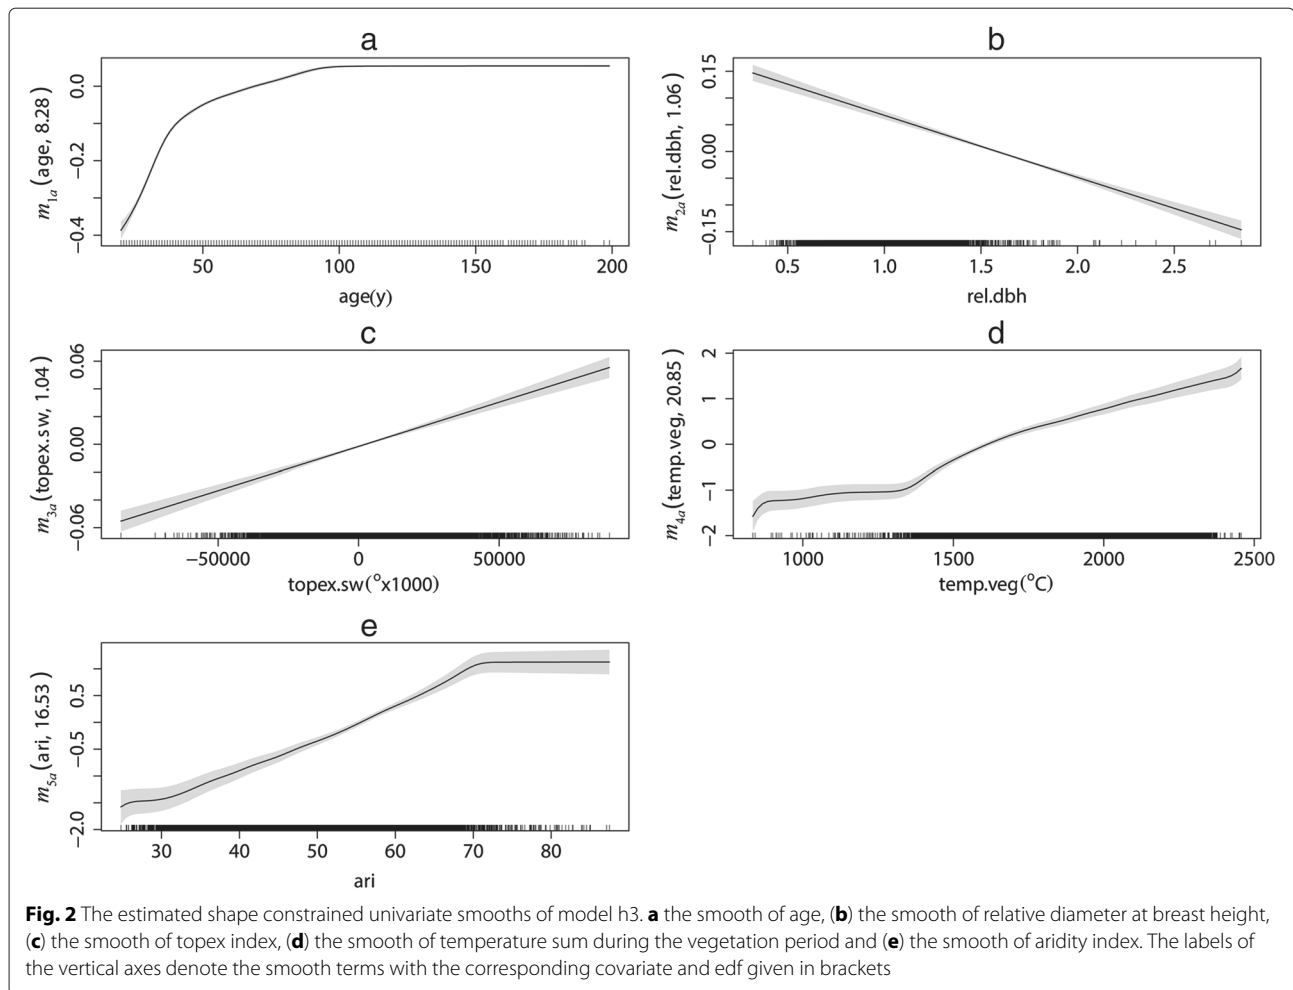 a
m1a(age, 8.28)
0.0
−0.2
−0.4
50
100
150
200
age(y)
b
m2a(rel.dbh, 1.06)
0.15
0.00
−0.15
0.5
1.0
1.5
2.0
2.5
rel.dbh
c
m3a(topex.sw, 1.04)
0.06
0.00
−0.06
−50000
0
50000
topex.sw(°x1000)
d
m4a(temp.veg, 20.85)
2
1
0
−1
−2
1000
1500
2000
2500
temp.veg(°C)
e
m5a(ari, 16.53)
0.5
−0.5
−2.0
30
40
50
60
70
80
ari
Fig. 2 The estimated shape constrained univariate smooths of model h3. a the smooth of age, (b) the smooth of relative diameter at breast height,
(c) the smooth of topex index, (d) the smooth of temperature sum during the vegetation period and (e) the smooth of aridity index. The labels of
the vertical axes denote the smooth terms with the corresponding covariate and edf given in brackets